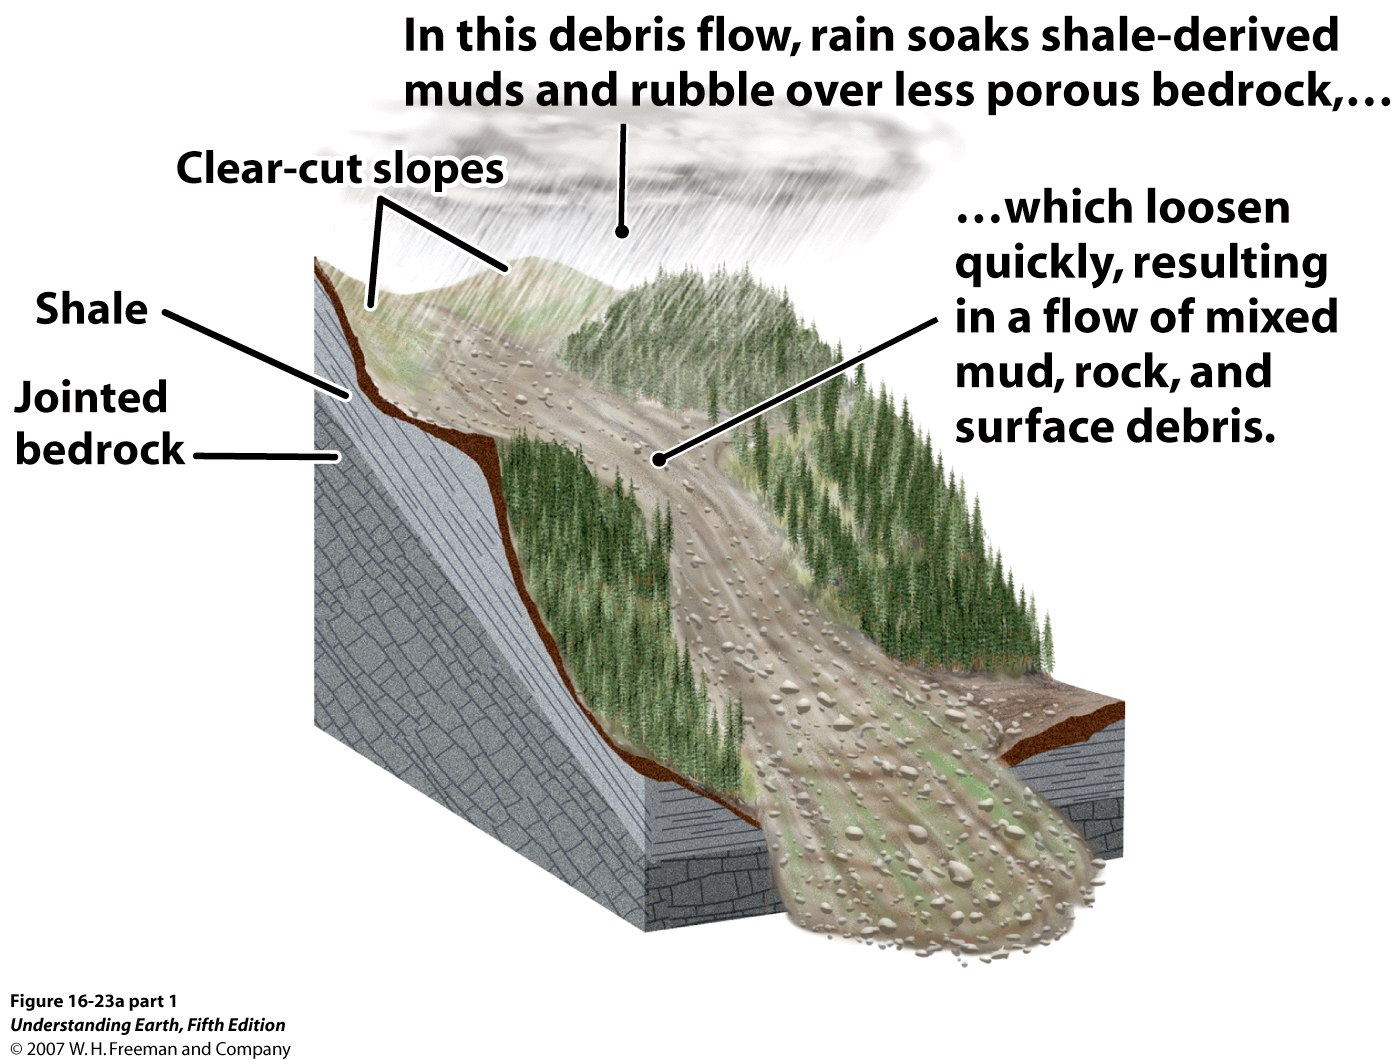 In this debris flow, rain soaks shale-derived
muds and rubble over less porous bedrock,…
Clear-cut slopes
…which loosen
quickly, resulting
in a flow of mixed
mud, rock, and
surface debris.
Shale
Jointed
bedrock
Figure 16-23a part 1
Understanding Earth, Fifth Edition
© 2007 W. H. Freeman and Company